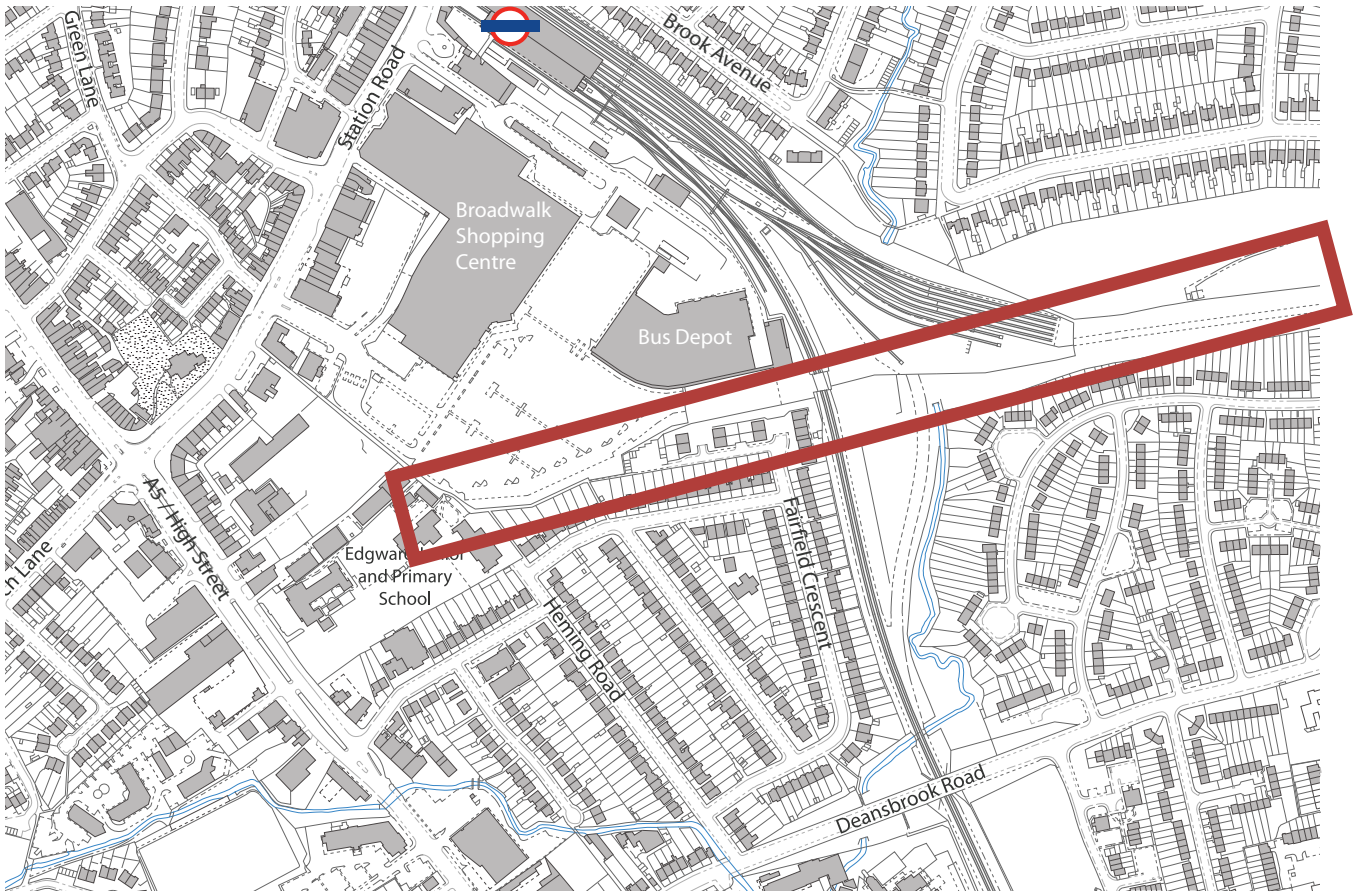 Green Lane
Station Road
Brook Avenue
Broadwalk
Shopping
Centre
Bus Depot
A5 / High Street
Lane
and Primary
School
Heming Road
Fairfield Crescent
Deansbrook Road